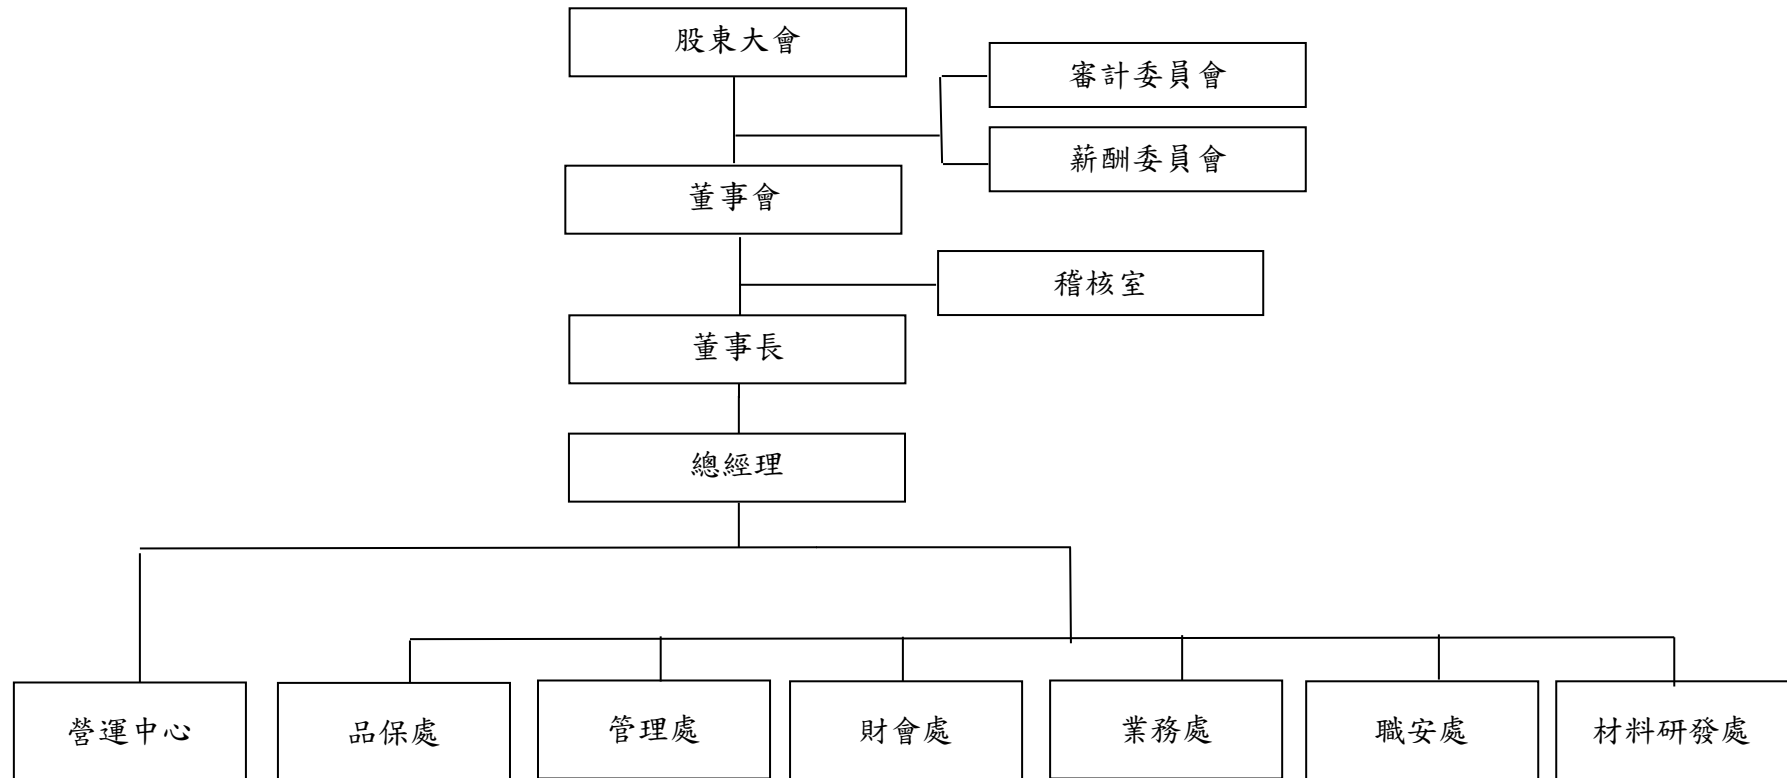 股東大會
審計委員會
薪酬委員會
董事會
稽核室
董事長
總經理
營運中心
品保處
管理處
財會處
業務處
職安處
材料研發處